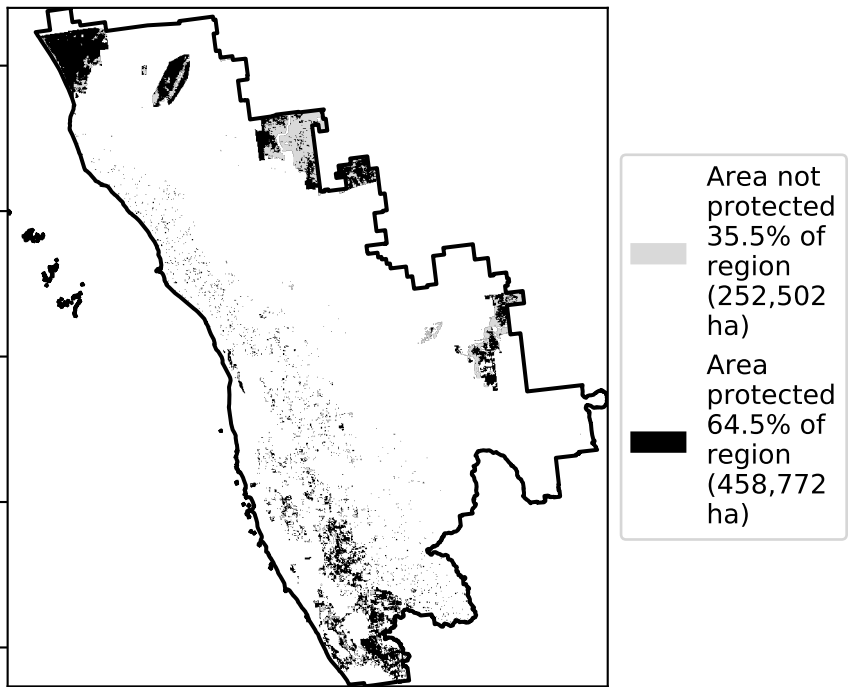 Area not
protected
35.5% of
region
(252,502
ha)
Area
protected
64.5% of
region
(458,772
ha)